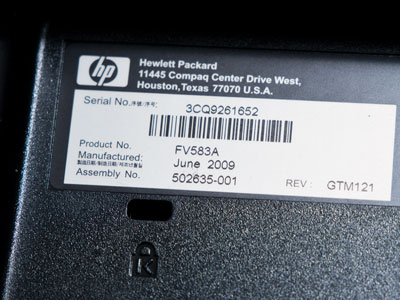 hp
Hewlett Packard
11445 Compaq Center Drive West,
Houston,Texas 77070 U.S.A.
Serial No. 3CQ9261652
Product No. FV583A
Manufactured: June 2009
Assembly No. 502635-001 REV : GTM121
K